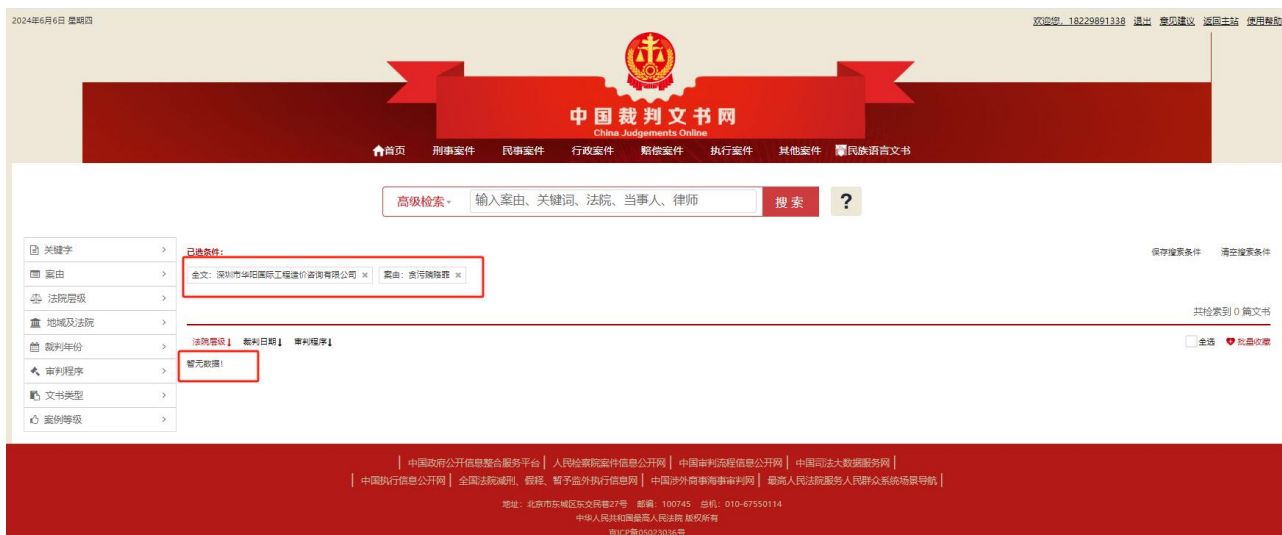 2024年6月6日 星期四
欢迎您，18229891338 退出 意见建议 返回主站 使用帮助
中国裁判文书网
China Judgements Online
首页 刑事案件 民事案件 行政案件 赔偿案件 执行案件 其他案件 民族语言文书
高级检索 输入案由、关键词、法院、当事人、律师 搜索 ?
关键字
案由
法院层级
地域及法院
裁判年份
审判程序
文书类型
案例等级
已选条件：
保存搜索条件 清空搜索条件
全文：深圳市华阳国际工程造价咨询有限公司 × 案由：贪污贿赂罪 ×
共检索到 0 篇文书
法院层级↓ 裁判日期↓ 审判程序↓
全选 批量收藏
暂无数据!
| 中国政府公开信息整合服务平台 | 人民检察院案件信息公开网 | 中国审判流程信息公开网 | 中国司法大数据服务网 |
| 中国执行信息公开网 | 全国法院减刑、假释、暂予监外执行信息网 | 中国涉外商事海事审判网 | 最高人民法院服务人民群众系统场景导航 |
地址：北京市东城区东交民巷27号 邮编：100745 总机：010-67550114
中华人民共和国最高人民法院 版权所有
京ICP备05023036号